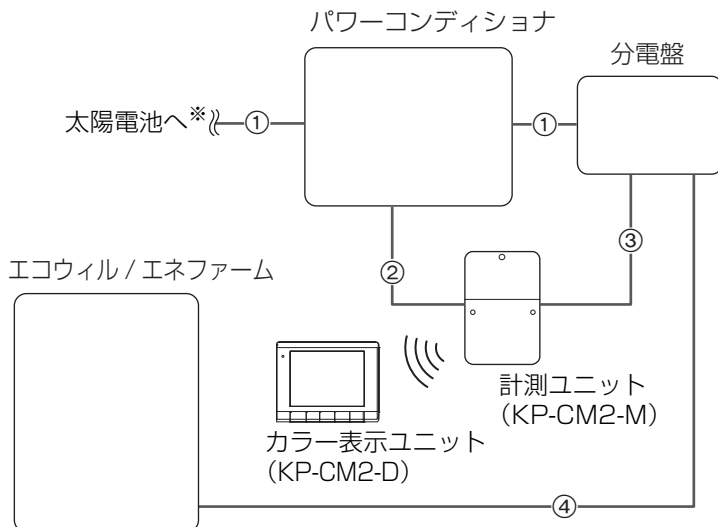 パワーコンディショナ
分電盤
太陽電池へ※
①
①
③
②
エコウィル / エネファーム
計測ユニット
（KP-CM2-M）
カラー表示ユニット
（KP-CM2-D）
④